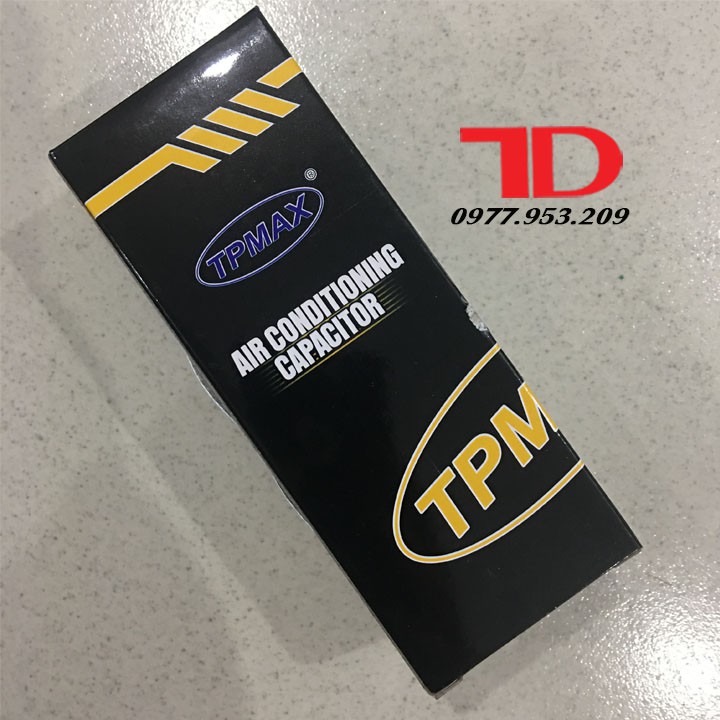 TD
0977.953.209
TPMAX®
AIR CONDITIONING
CAPACITOR
TPM